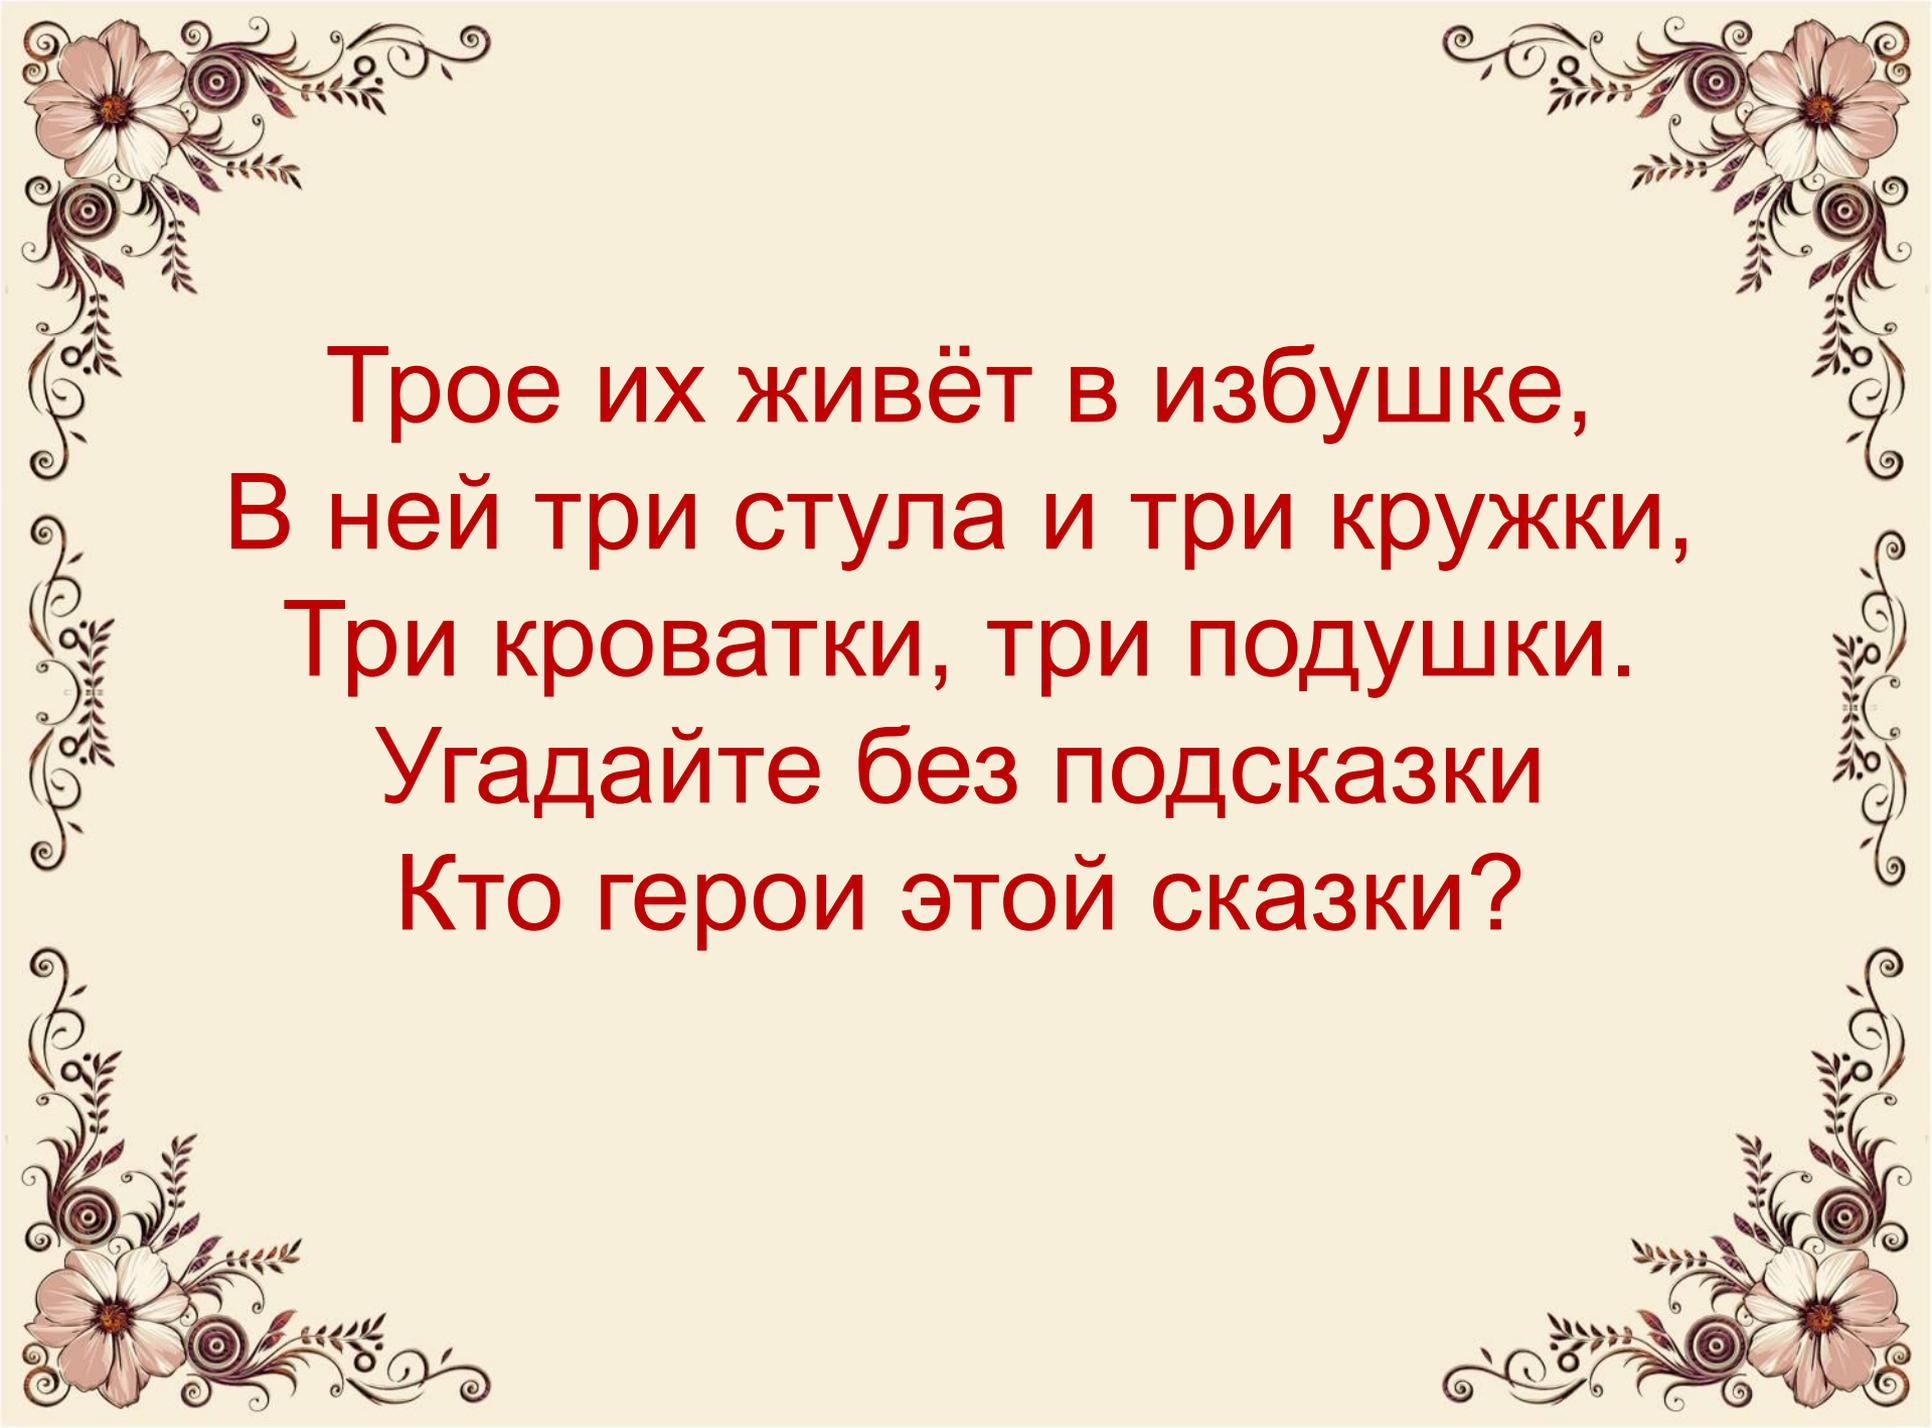 Трое их живёт в избушке,
В ней три стула и три кружки,
Три кроватки, три подушки.
Угадайте без подсказки
Кто герои этой сказки?